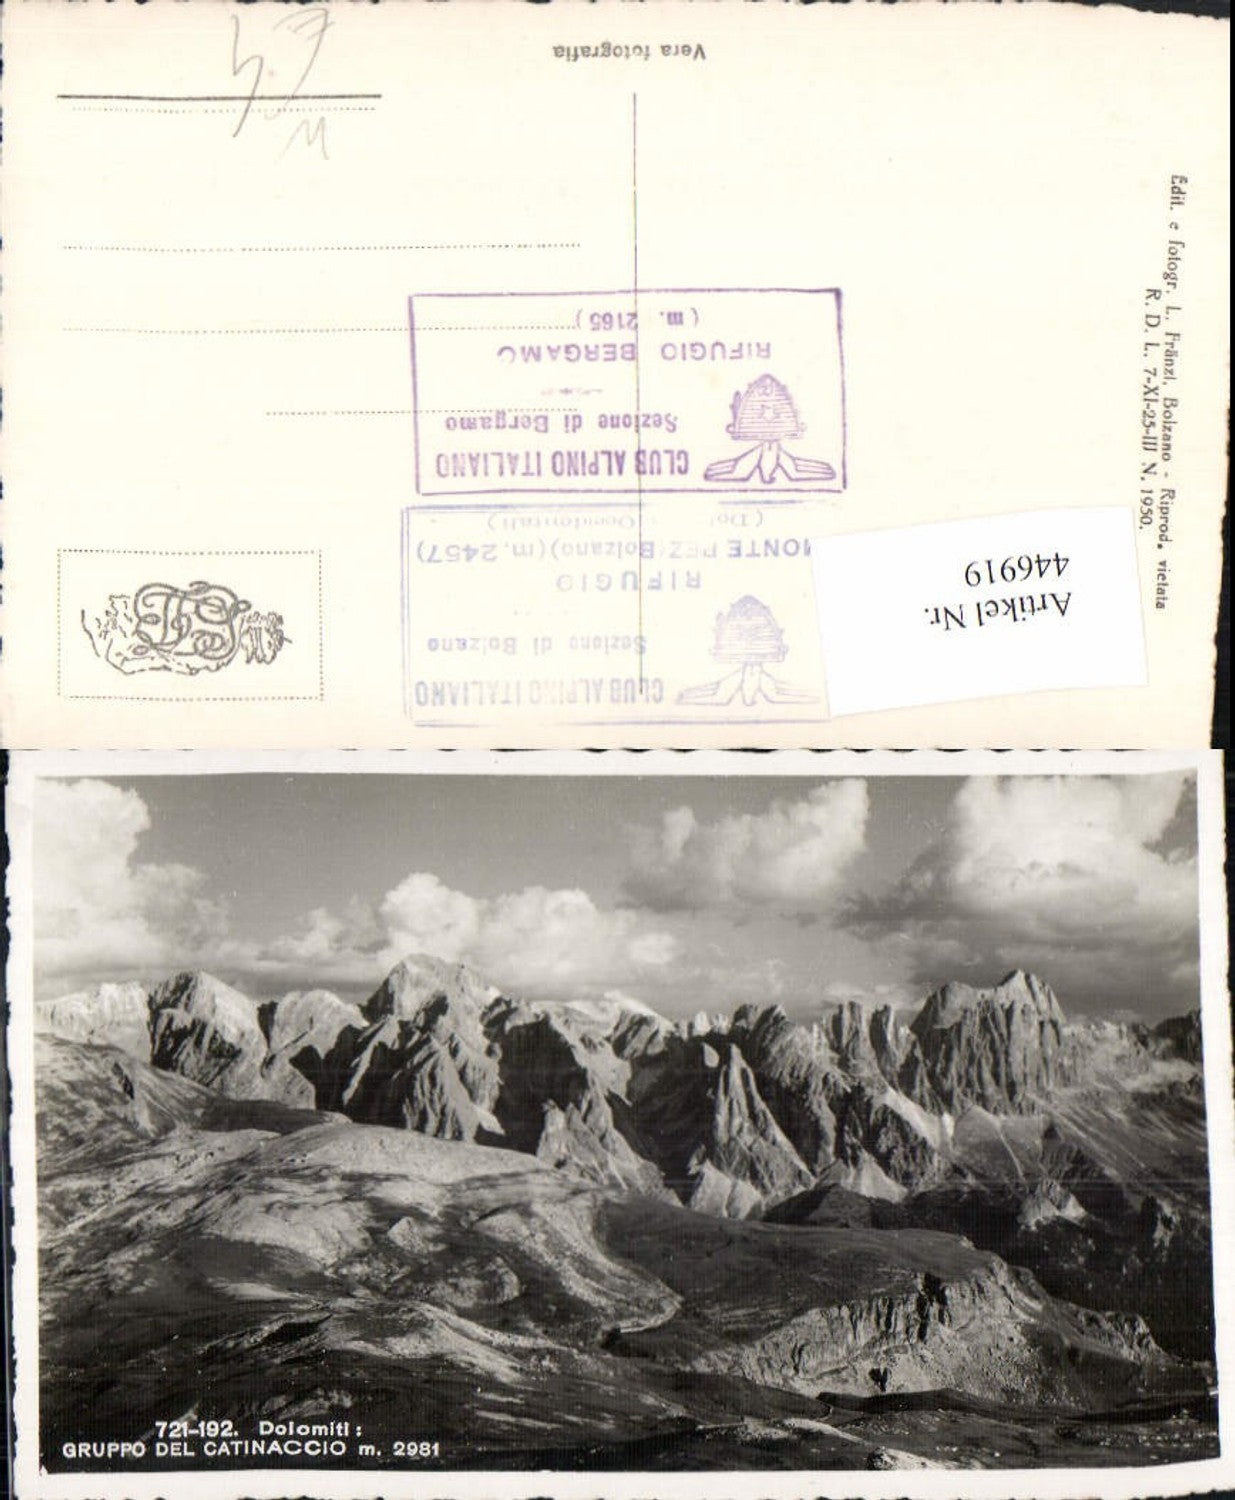 Vera fotografia
Edit. e fotogr. L. Fränzl, Bolzano - Riprod. vietata
R. D. L. 7-XI-25-III N. 1950.
CLUB ALPINO ITALIANO
Sezione di Bergamo
RIFUGIO BERGAMO
( m. 2165 )
CLUB ALPINO ITALIANO
Sezione di Bolzano
RIFUGIO
MONTE PEZ (Bolzano) (m. 2457)
Artikel Nr.
446919
721-192. Dolomiti :
GRUPPO DEL CATINACCIO m. 2981